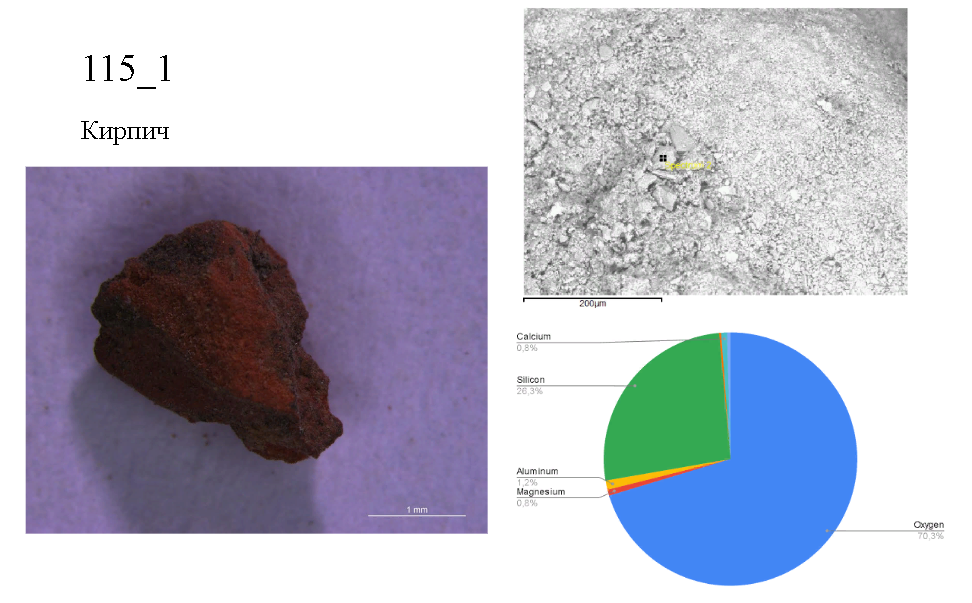 115_1
Кирпич
1 mm
200µm
Calcium
0,8%
Silicon
26,3%
Aluminum
1,2%
Magnesium
0,8%
Oxygen
70,3%